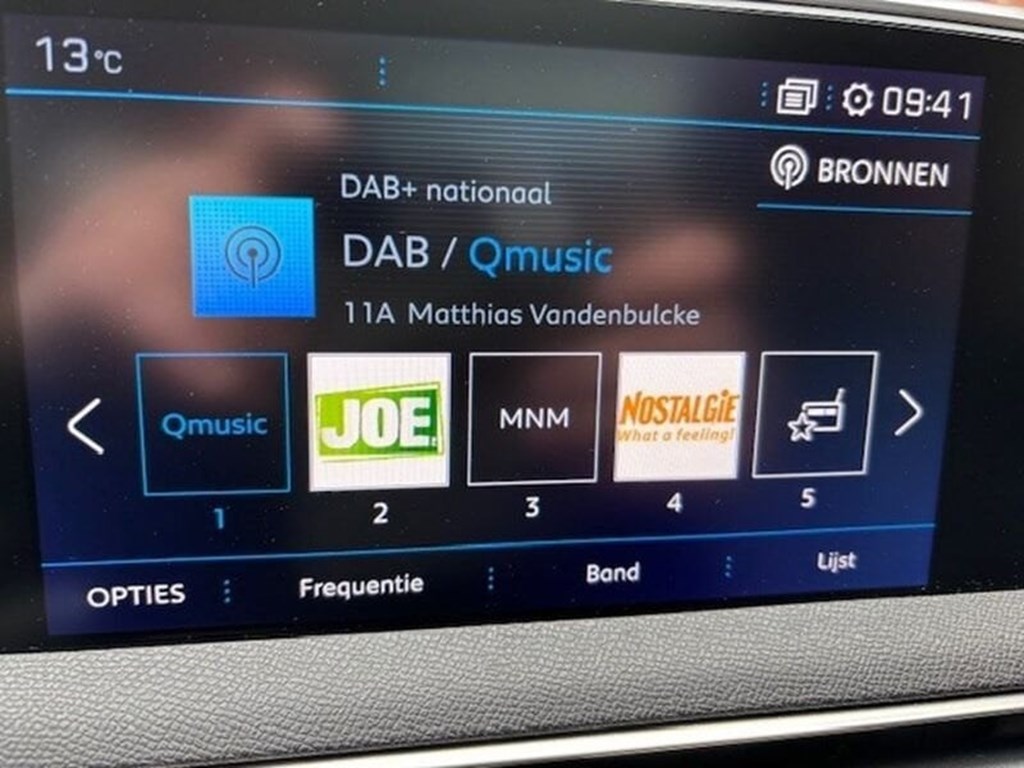 13°C
09:41
BRONNEN
DAB+ nationaal
DAB / Qmusic
11A Matthias Vandenbulcke
Qmusic
JOE
MNM
NOSTALGIE
What a feeling!
1
2
3
4
5
OPTIES
Frequentie
Band
Lijst